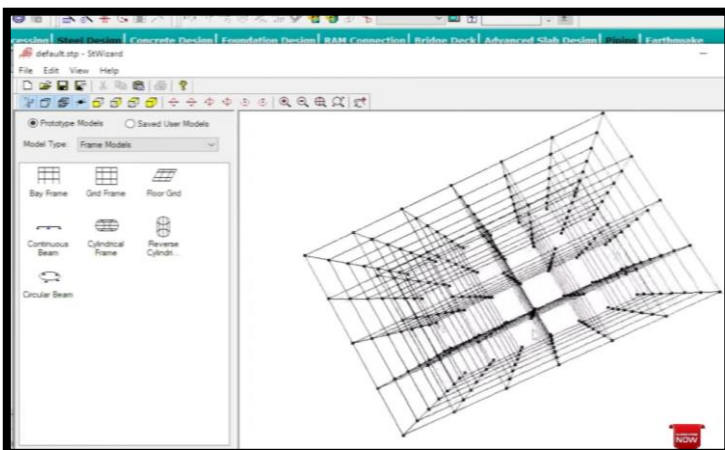 cessing Steel Design Concrete Design Foundation Design RAM Connection Bridge Deck Advanced Slab Design Piping Earthquake
default.stp - StWizard
File Edit View Help
Prototype Models Saved User Models
Model Type: Frame Models
Bay Frame Grid Frame Floor Grid
Continuous Beam Cylindrical Frame Reverse Cylindri...
Circular Beam
SUBSCRIBE
NOW